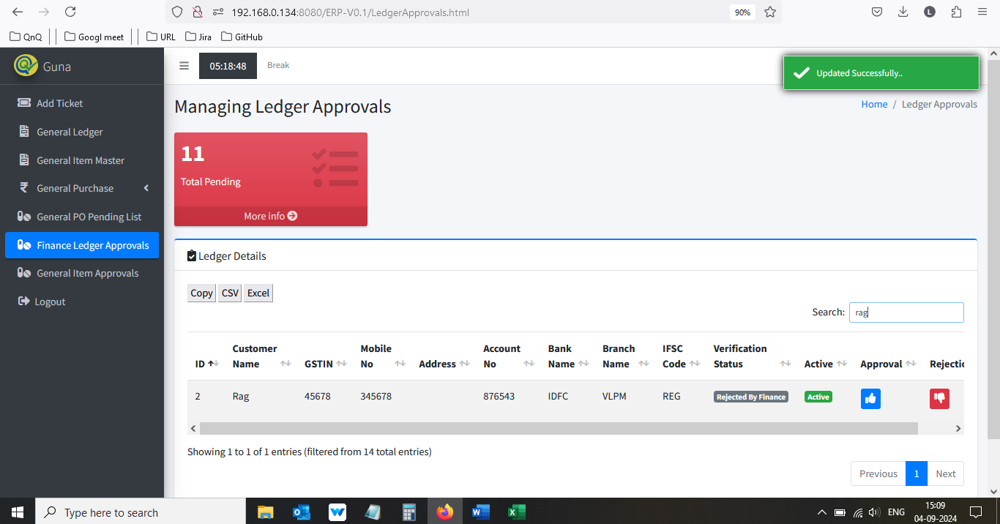 192.168.0.134:8080/ERP-V0.1/LedgerApprovals.html
90%
L
QnQ
Googl meet
URL
Jira
GitHub
Guna
05:18:48
Break
Updated Successfully..
Add Ticket
General Ledger
General Item Master
General Purchase
General PO Pending List
Finance Ledger Approvals
General Item Approvals
Logout
Managing Ledger Approvals
Home / Ledger Approvals
11
Total Pending
More info
Ledger Details
Copy CSV Excel
Search: rag
ID Customer Name GSTIN Mobile No Address Account No Bank Name Branch Name IFSC Code Verification Status Active Approval Rejectic
2 Rag 45678 345678 876543 IDFC VLPM REG Rejected By Finance Active
Showing 1 to 1 of 1 entries (filtered from 14 total entries)
Previous 1 Next
Type here to search
ENG
15:09
04-09-2024